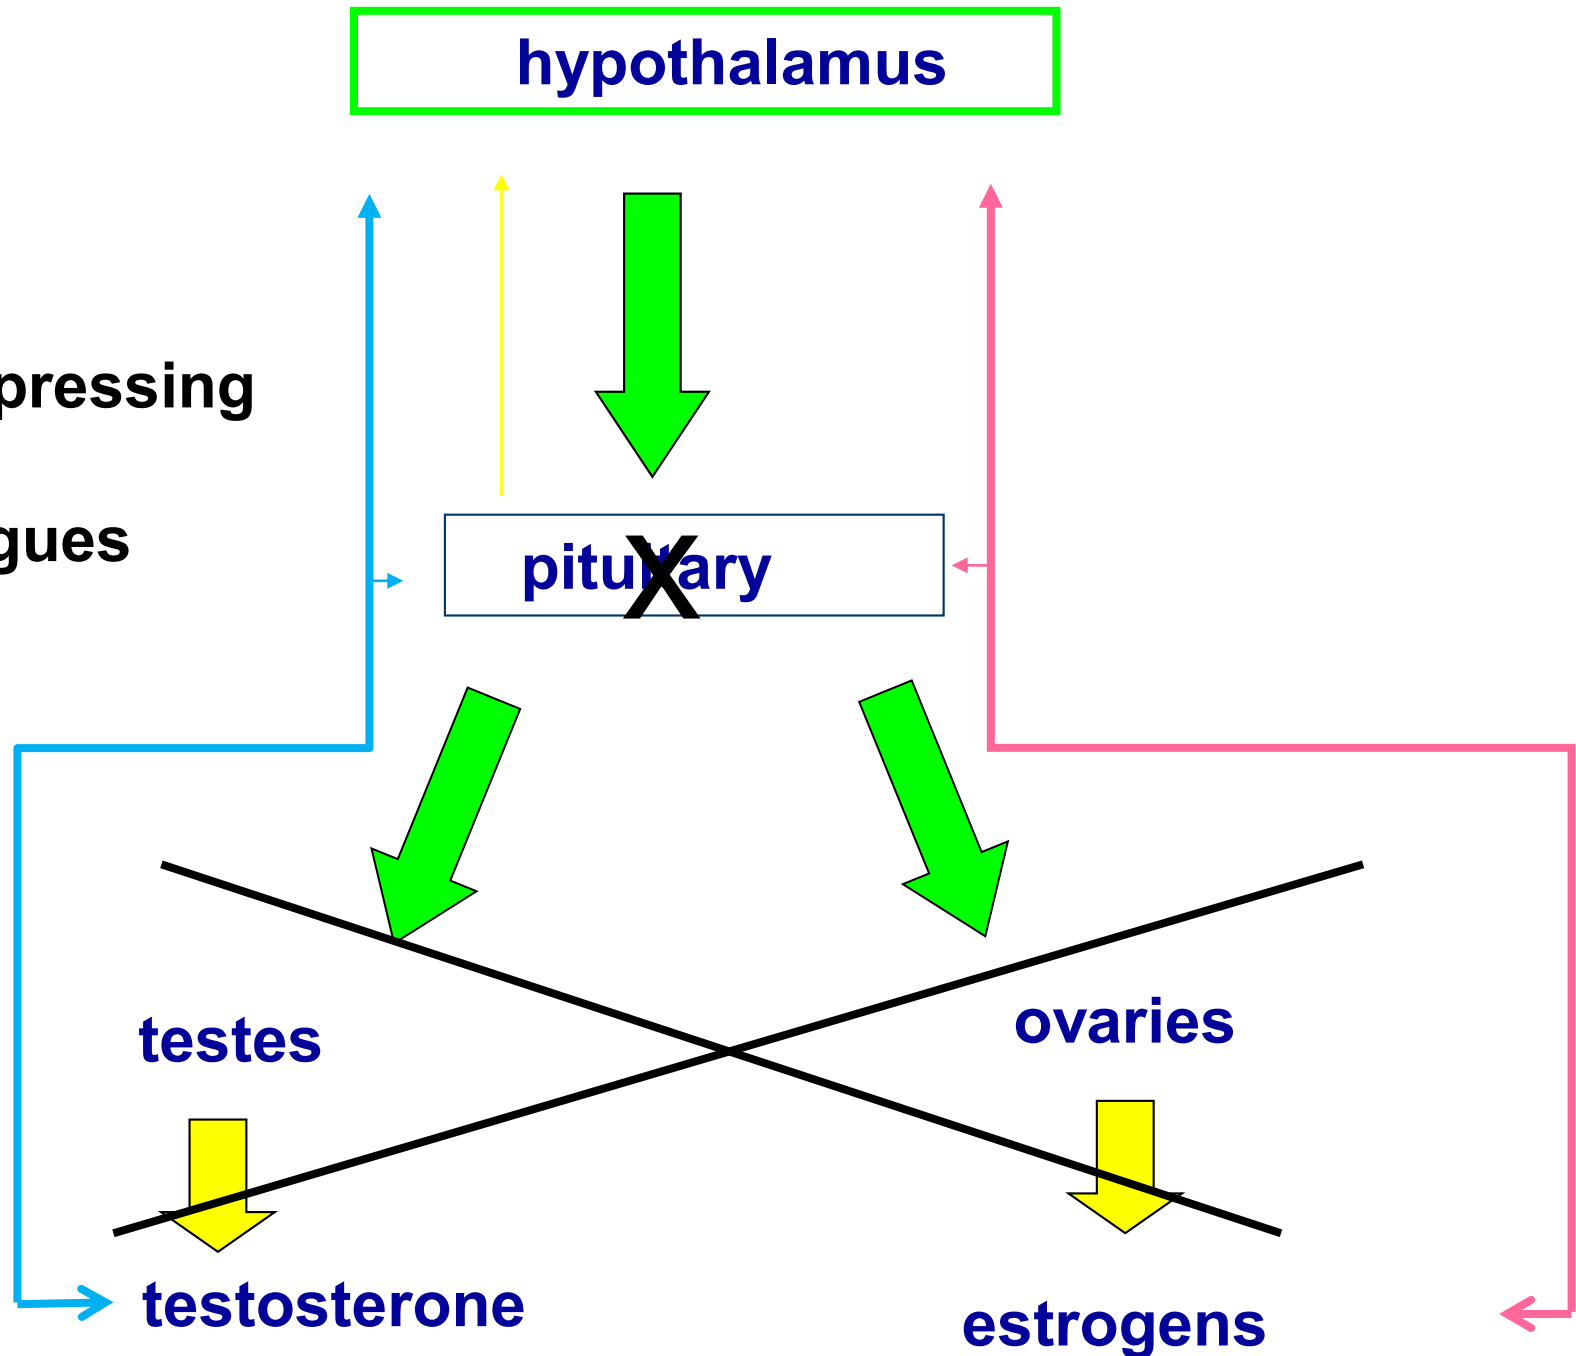 hypothalamus
pressing
gues
pituitary
X
testes
ovaries
testosterone
estrogens